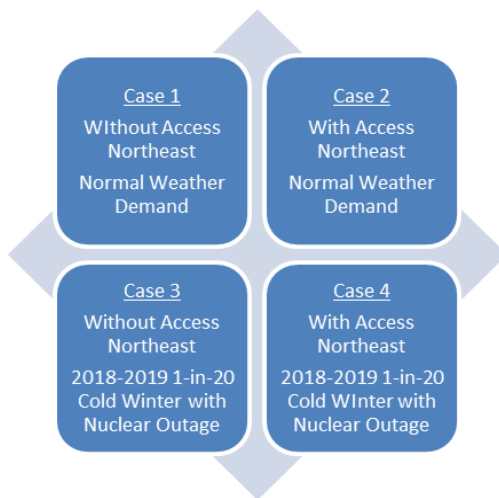 Case 1
WIthout Access
Northeast
Normal Weather
Demand
Case 2
With Access
Northeast
Normal Weather
Demand
Case 3
Without Access
Northeast
2018-2019 1-in-20
Cold Winter with
Nuclear Outage
Case 4
With Access
Northeast
2018-2019 1-in-20
Cold WInter with
Nuclear Outage